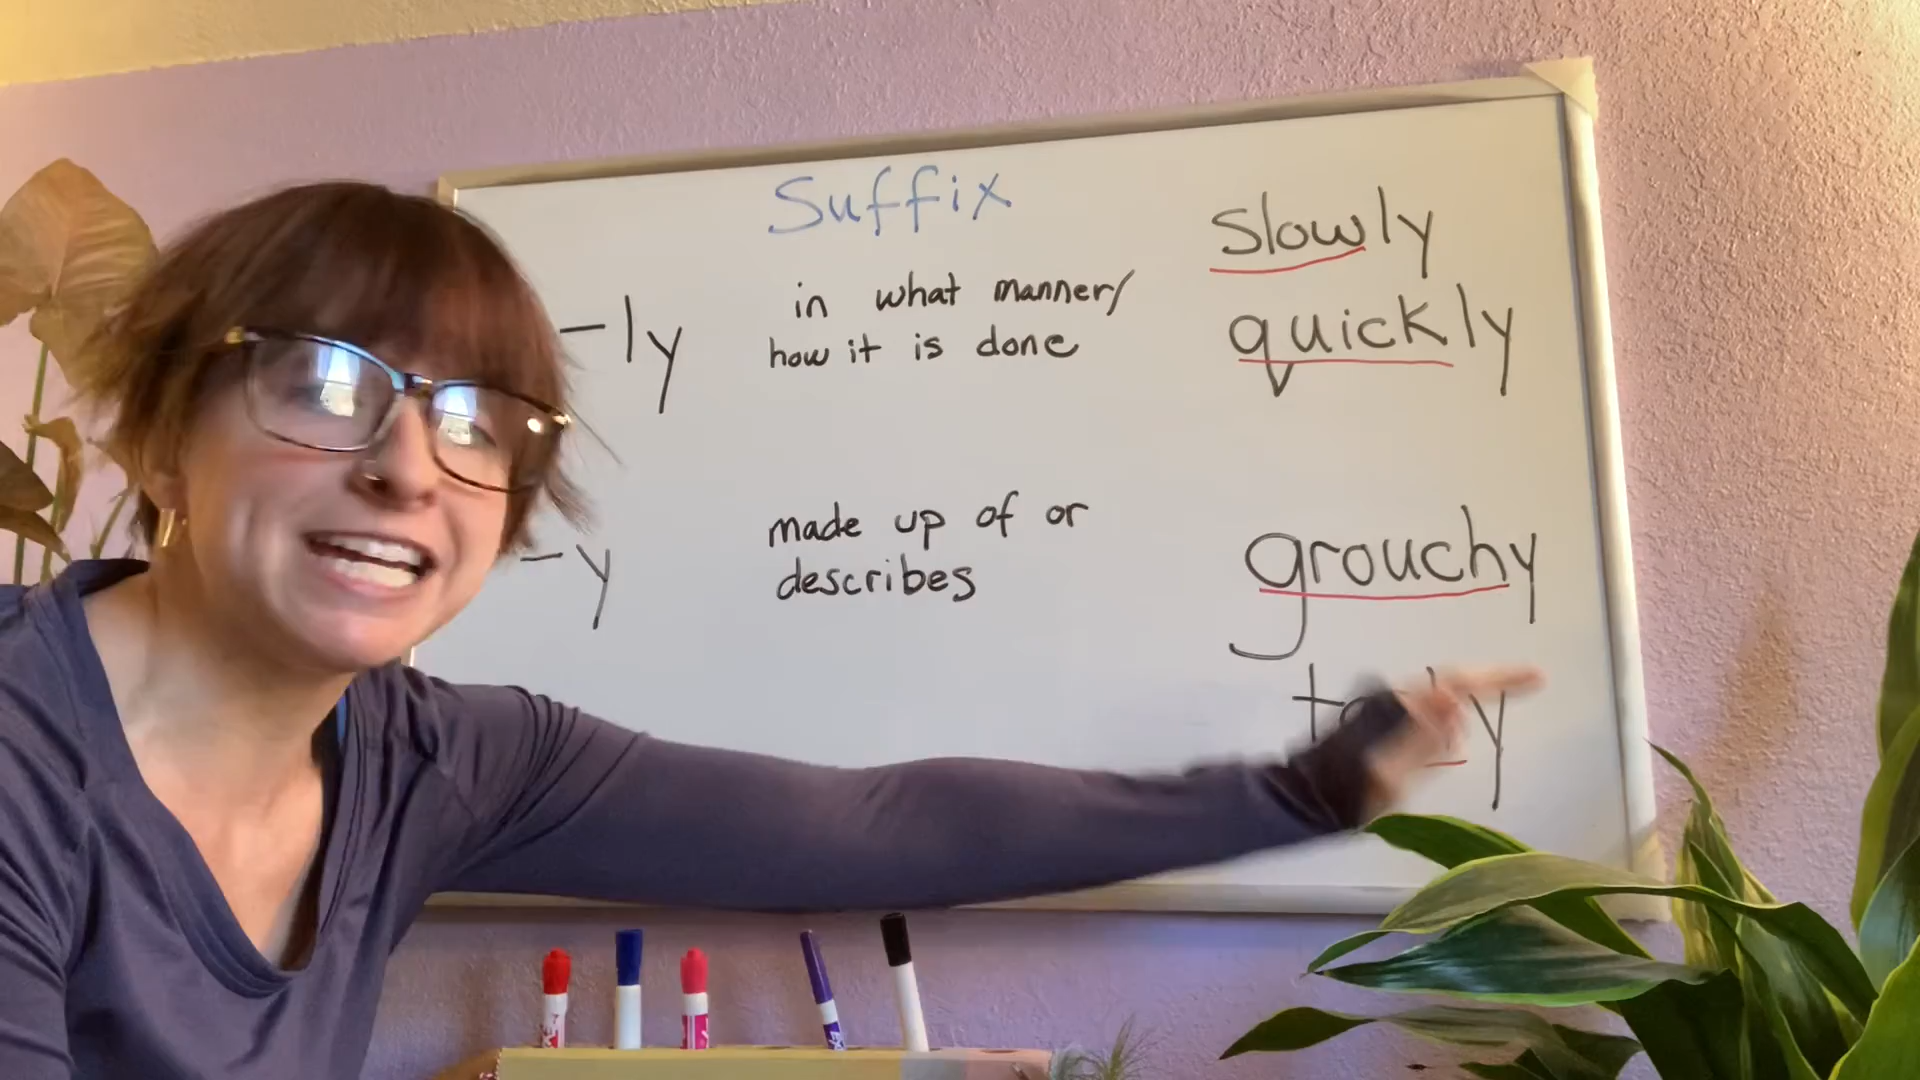 Suffix
-ly
in what manner/
how it is done
slowly
quickly
-y
made up of or
describes
grouchy